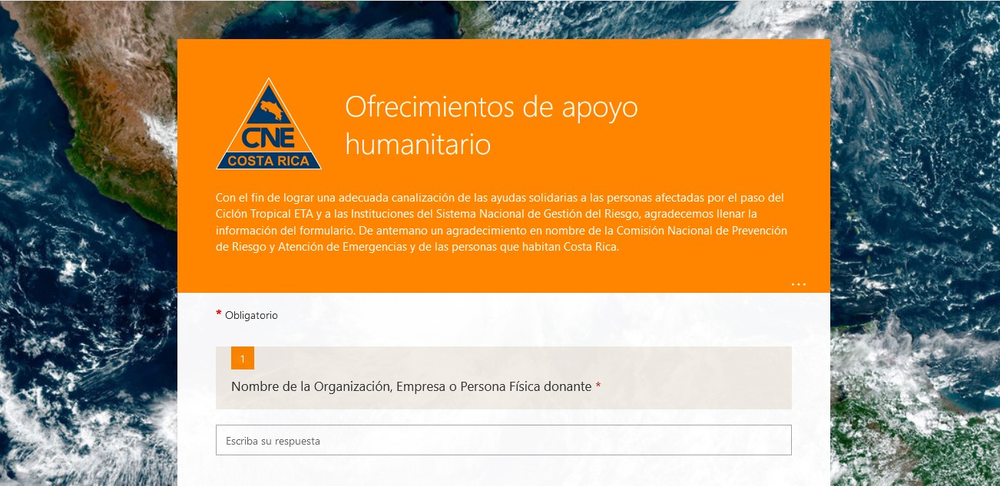 CNE
COSTA RICA
Ofrecimientos de apoyo
humanitario
Con el fin de lograr una adecuada canalización de las ayudas solidarias a las personas afectadas por el paso del
Ciclón Tropical ETA y a las Instituciones del Sistema Nacional de Gestión del Riesgo, agradecemos llenar la
información del formulario. De antemano un agradecimiento en nombre de la Comisión Nacional de Prevención
de Riesgo y Atención de Emergencias y de las personas que habitan Costa Rica.
...
* Obligatorio
1
Nombre de la Organización, Empresa o Persona Física donante *
Escriba su respuesta